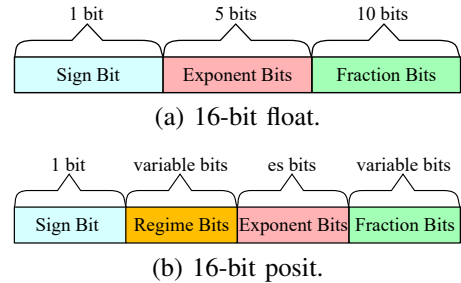 1 bit 5 bits 10 bits
Sign Bit Exponent Bits Fraction Bits
(a) 16-bit float.
1 bit variable bits es bits variable bits
Sign Bit Regime Bits Exponent Bits Fraction Bits
(b) 16-bit posit.